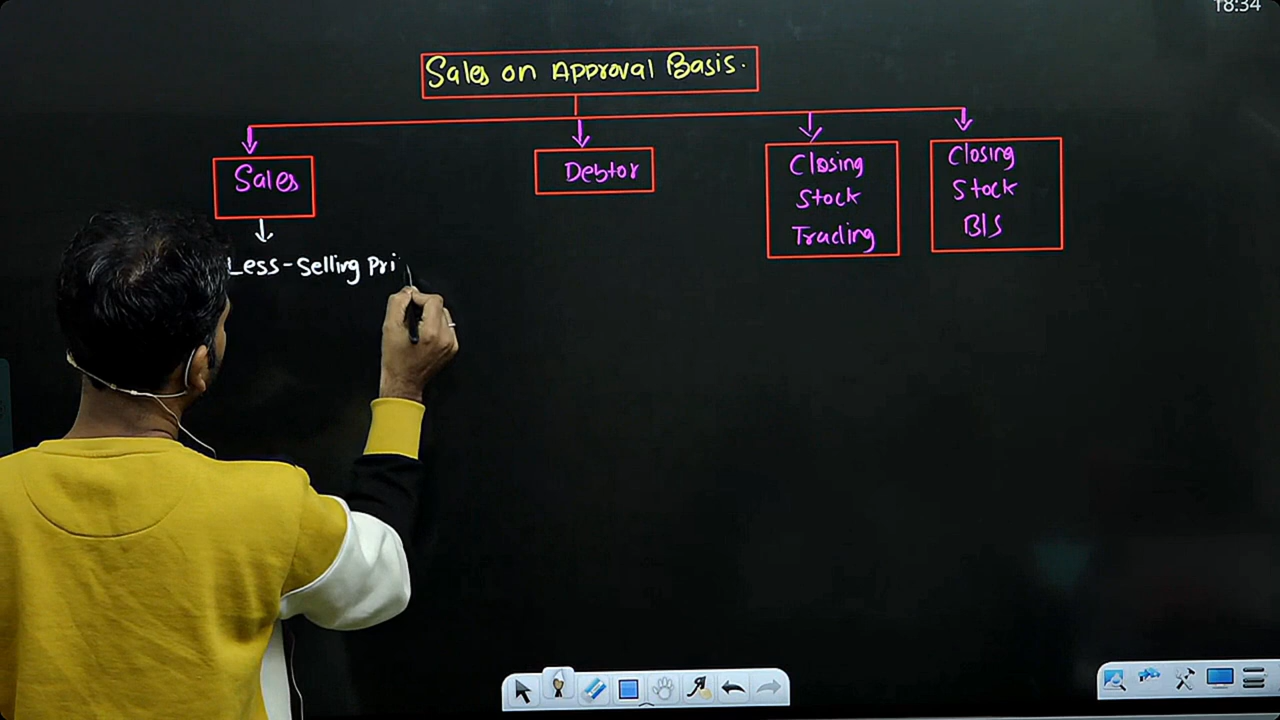 18:34
Sales on Approval Basis.
Sales
Debtor
Closing
Stock
Trading
Closing
Stock
B/S
Less-Selling Pri